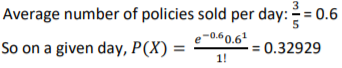 Average number of policies sold per day: 3/5 = 0.6
So on a given day, P(X) = e^{-0.6}0.6^1 / 1! = 0.32929